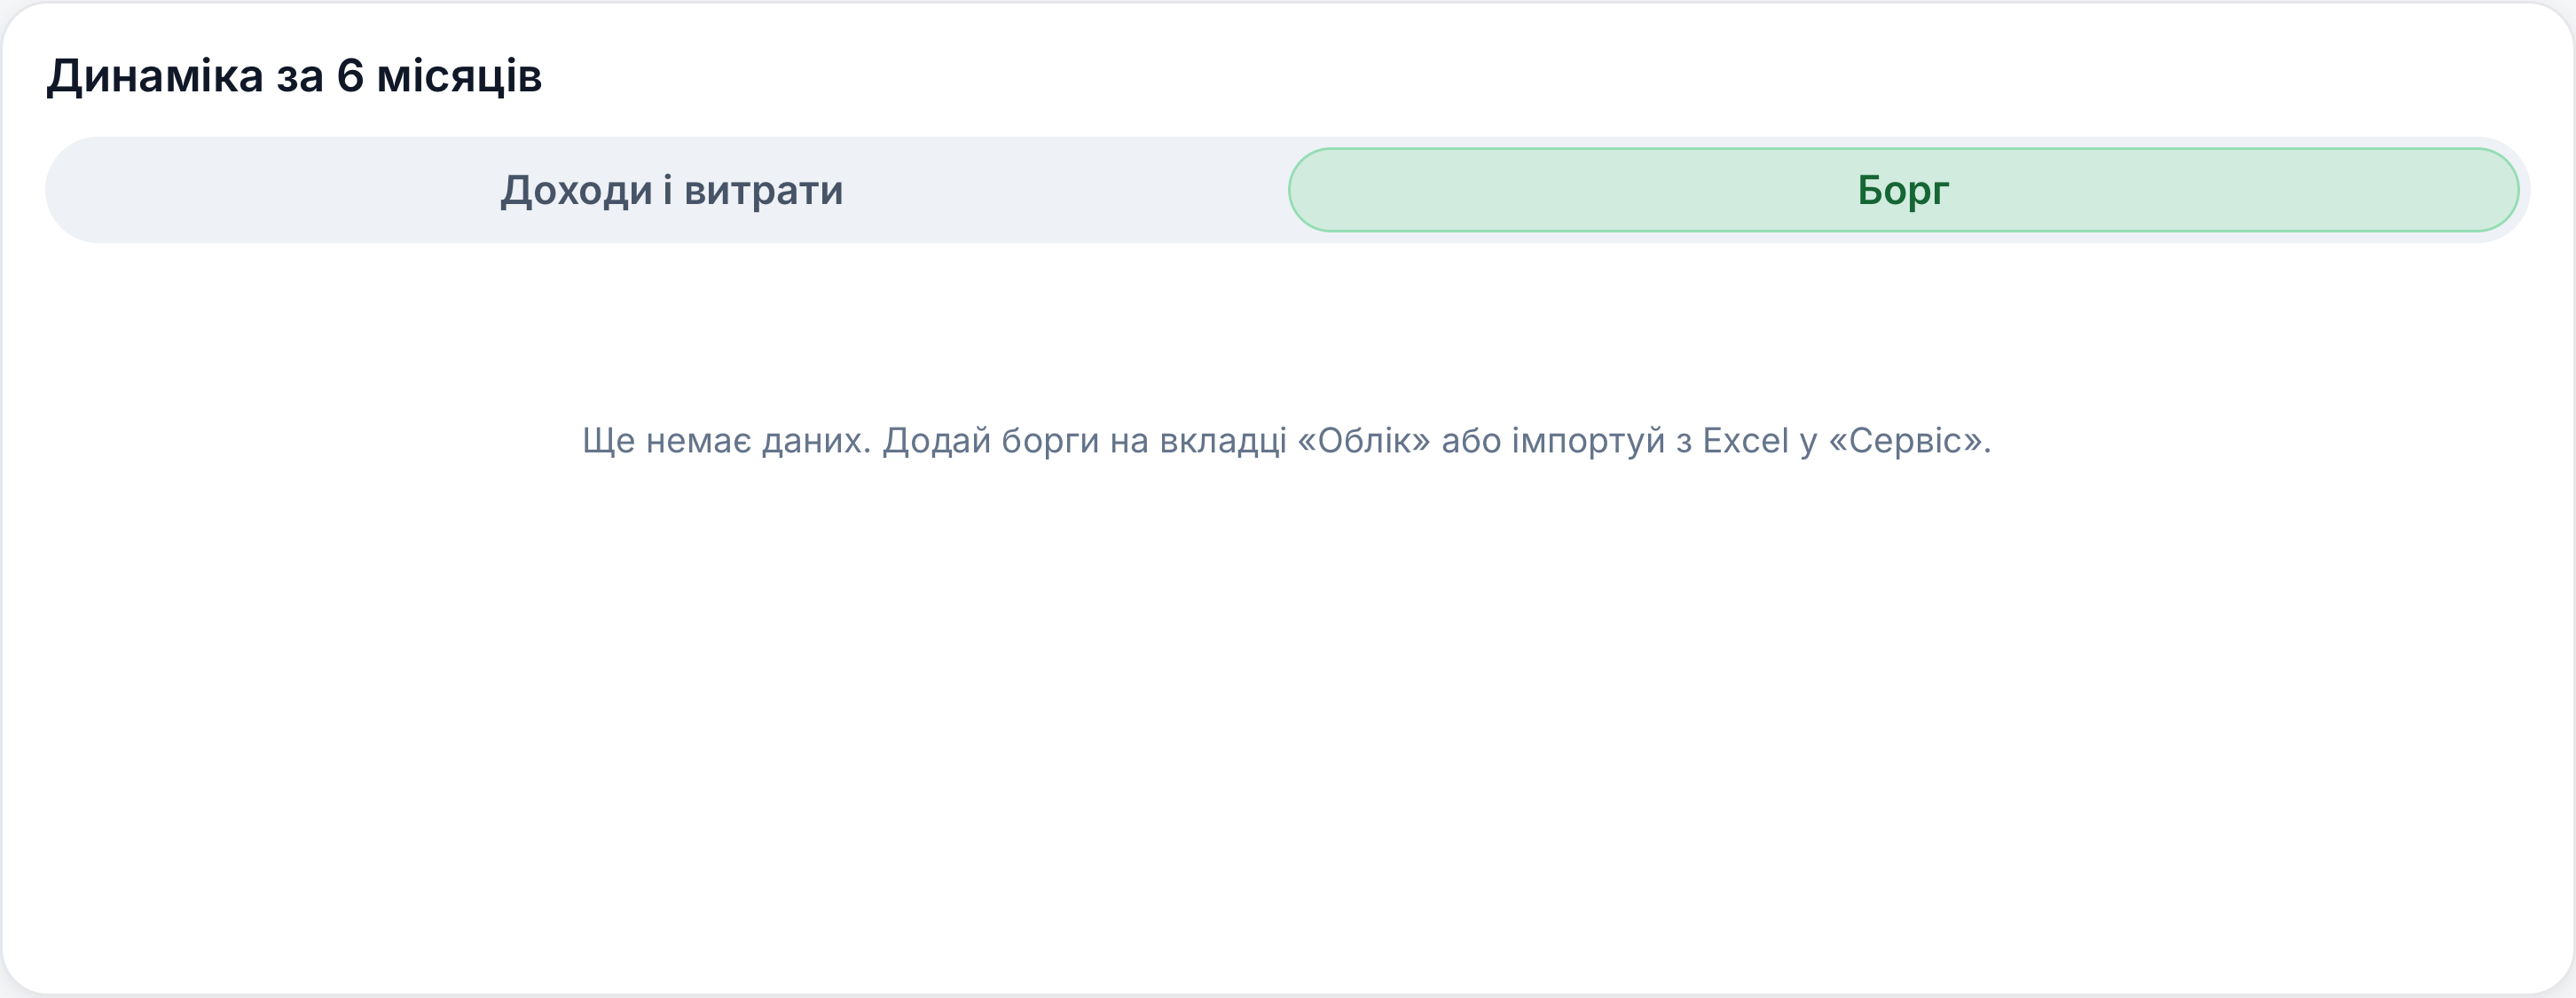 Динаміка за 6 місяців
Доходи і витрати
Борг
Ще немає даних. Додай борги на вкладці «Облік» або імпортуй з Excel у «Сервіс».